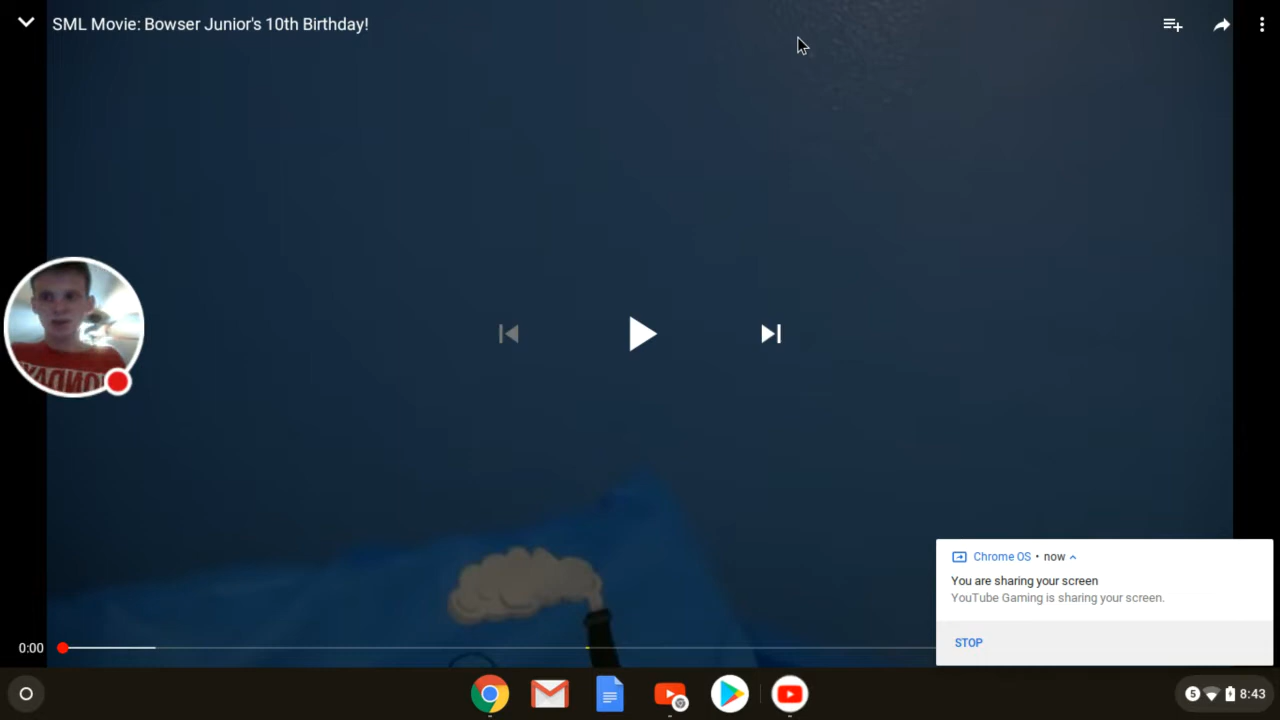 SML Movie: Bowser Junior's 10th Birthday!
0:00
Chrome OS • now
You are sharing your screen
YouTube Gaming is sharing your screen.
STOP
5
8:43